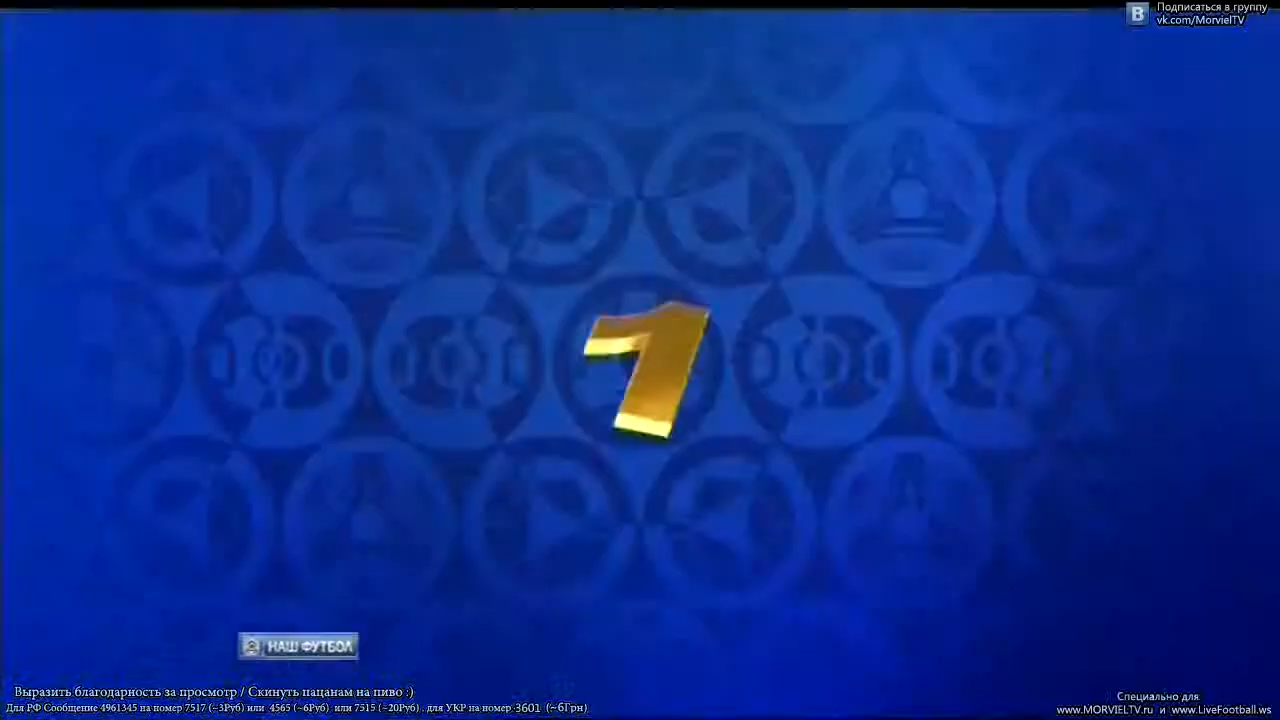 Подписаться в группу
vk.com/MorvielTV
1
НАШ ФУТБОЛ
Выразить благодарность за просмотр / Скинуть пацанам на пиво :)
Для РФ Сообщение 4961345 на номер 7517 (~3Руб) или 4565 (~6Руб) или 7515 (~20Руб) , для УКР на номер 3601 (~6Грн)
Специально для
www.MORVIELTV.ru и www.LiveFootball.ws